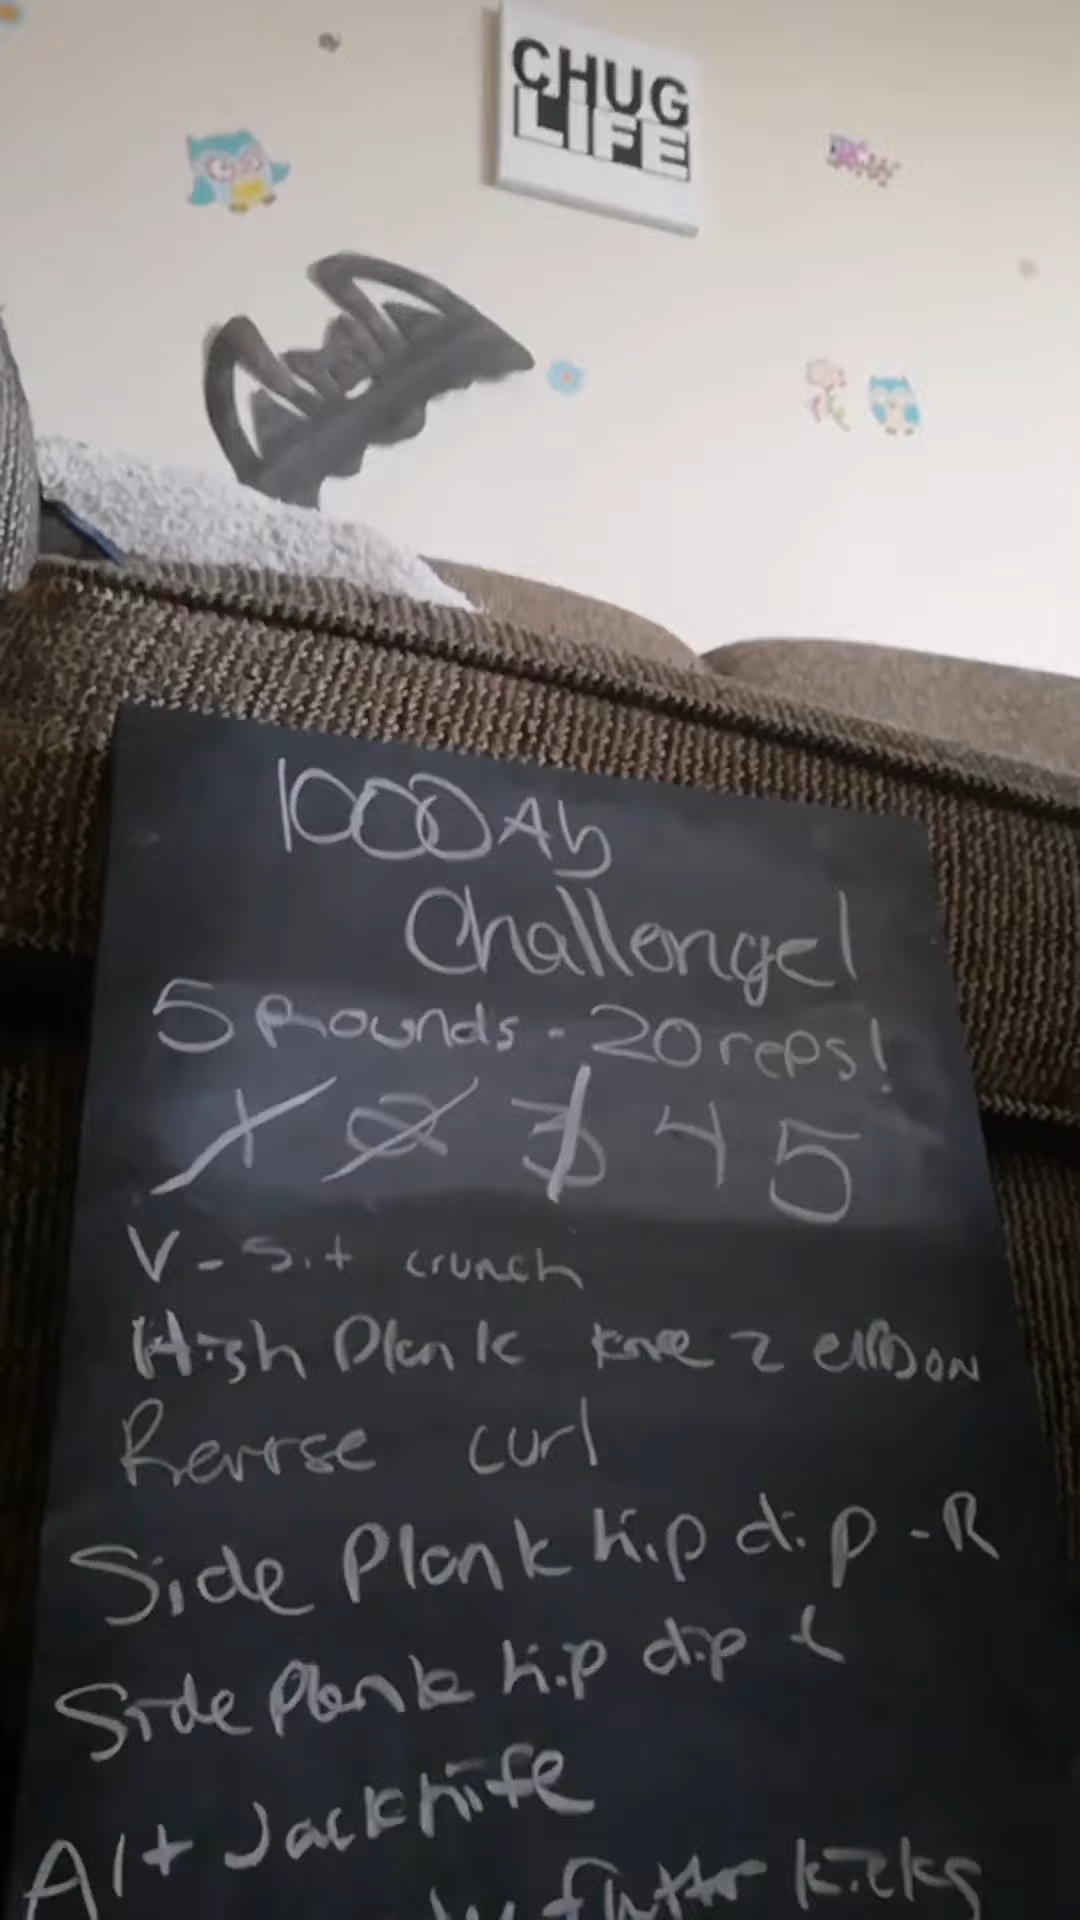 CHUG
LIFE
1000 Ab
Challenge!
5 Rounds - 20 reps!
1 2 3 4 5
V-Sit crunch
High Plank knee 2 elbow
Reverse curl
Side Plank hip dip - R
Side Plank hip dip L
Alt Jackknife
flutter kicks